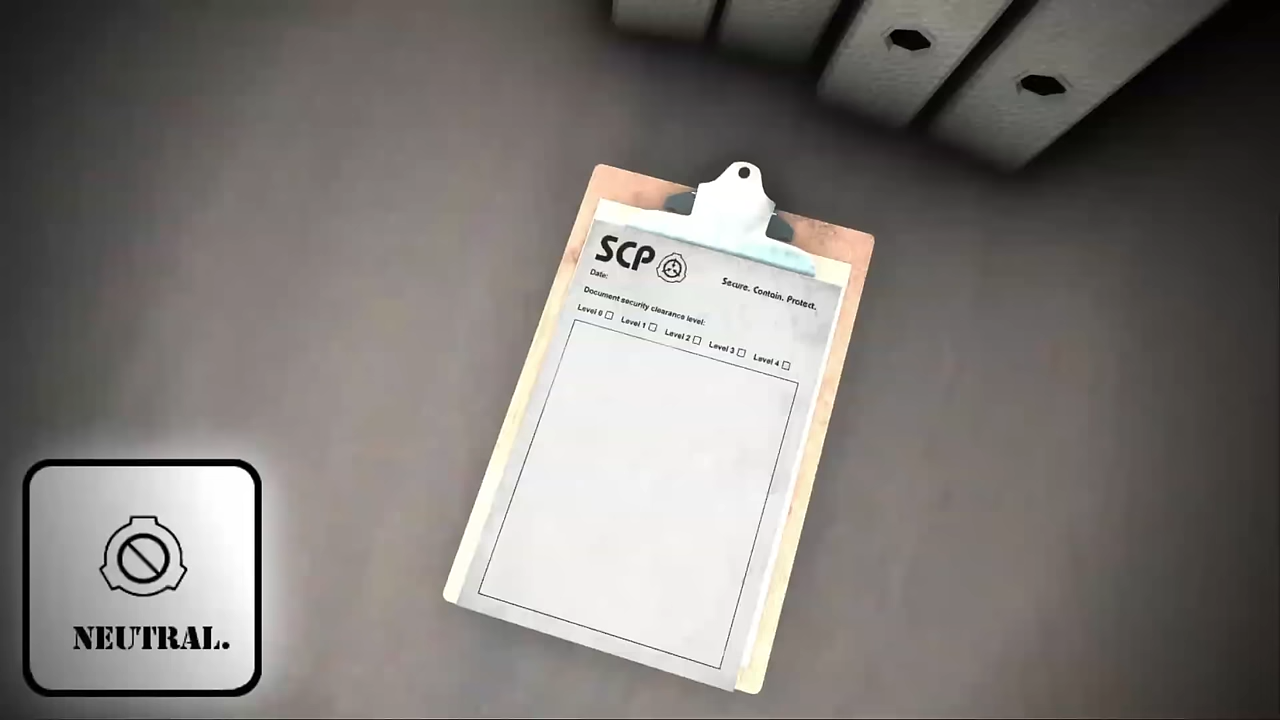 SCP
Secure. Contain. Protect.
Date:
Document security clearance level:
Level 0 Level 1 Level 2 Level 3 Level 4
NEUTRAL.